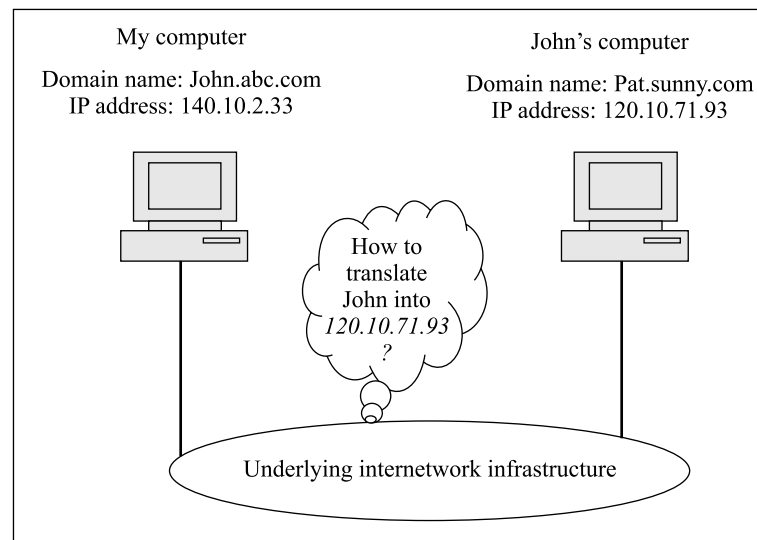 My computer
Domain name: John.abc.com
IP address: 140.10.2.33
John’s computer
Domain name: Pat.sunny.com
IP address: 120.10.71.93
How to
translate
John into
120.10.71.93
?
Underlying internetwork infrastructure